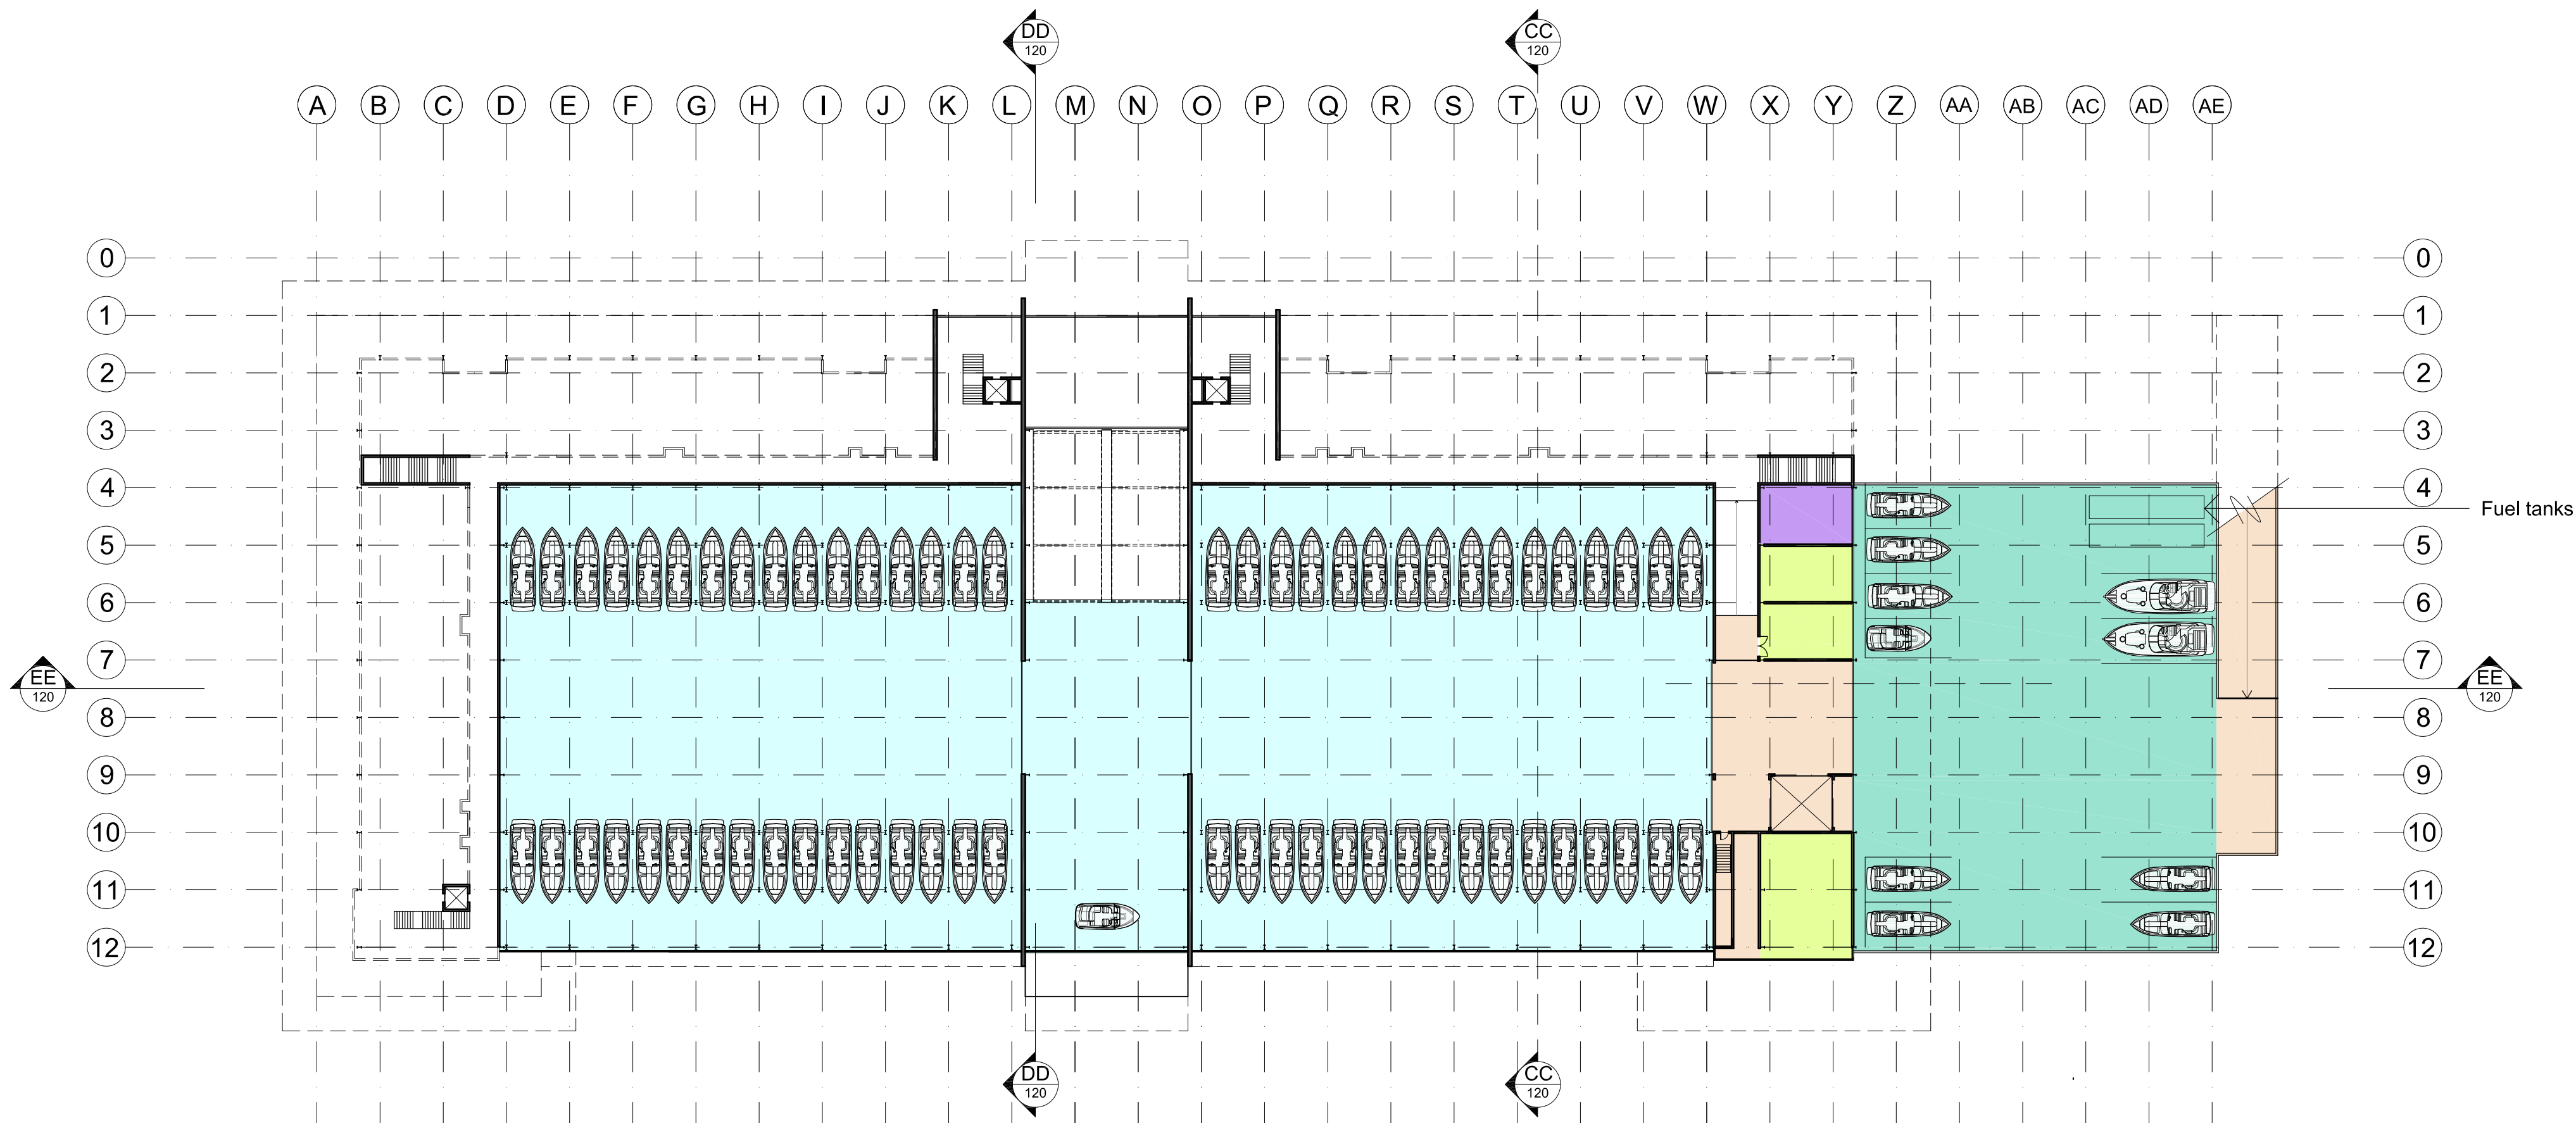 DD
120
CC
120
A B C D E F G H I J K L M N O P Q R S T U V W X Y Z AA AB AC AD AE
0 0
1 1
2 2
3 3
4 4
Fuel tanks
5 5
6 6
7 7
EE
120
EE
120
8 8
9 9
10 10
11 11
12 12
DD
120
CC
120